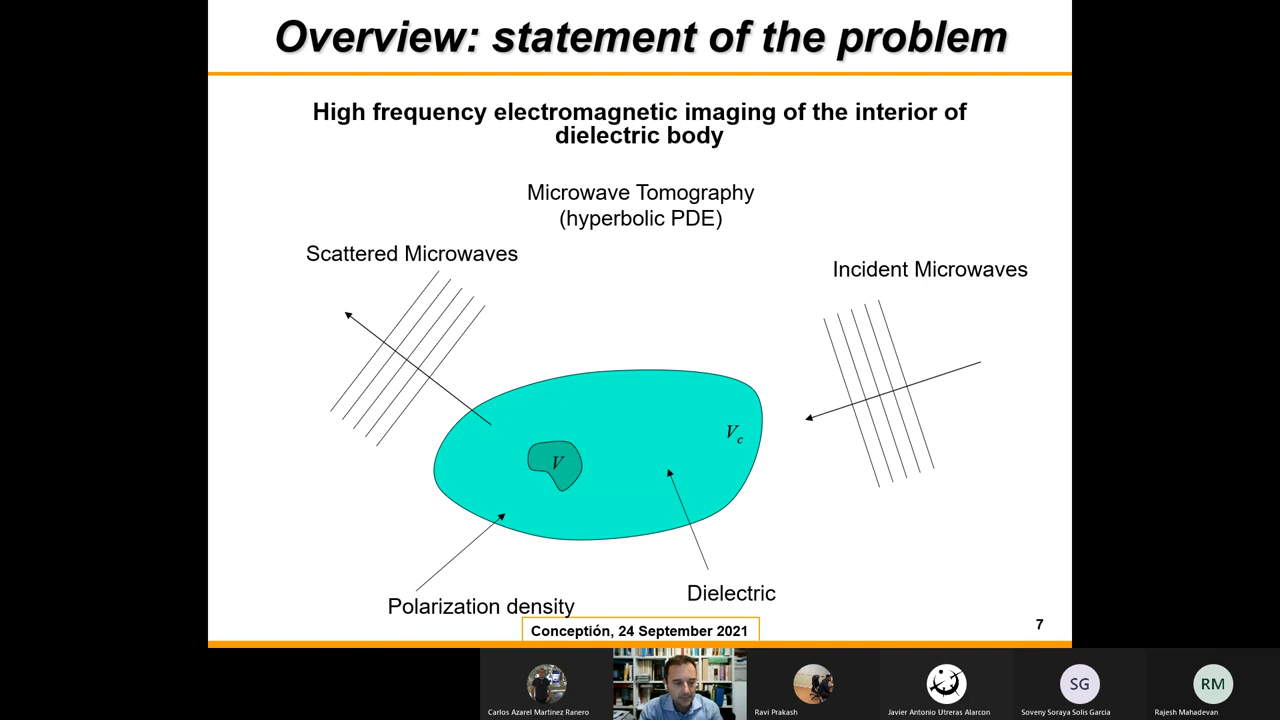 Overview: statement of the problem
High frequency electromagnetic imaging of the interior of
dielectric body
Microwave Tomography
(hyperbolic PDE)
Scattered Microwaves
Incident Microwaves
V_c
V
Polarization density
Dielectric
Conceptión, 24 September 2021
7
SG
RM
Carlos Azarel Martinez Ranero
Ravi Prakash
Javier Antonio Utreras Alarcon
Soveny Soraya Solis Garcia
Rajesh Mahadevan